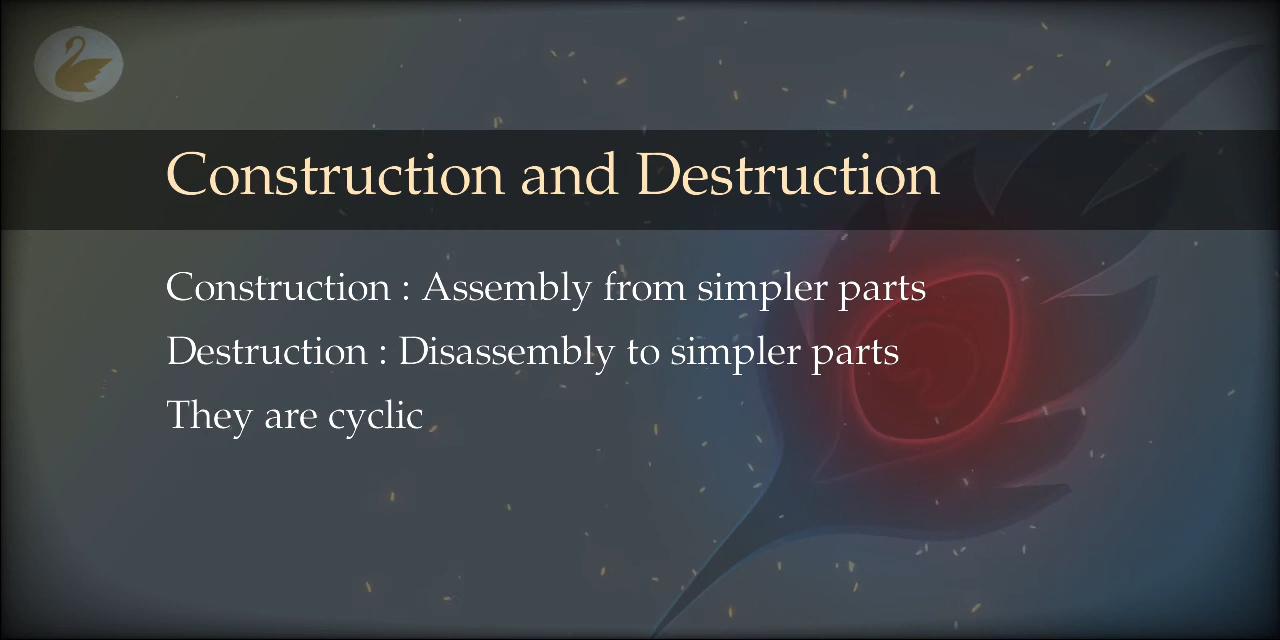 Construction and Destruction
Construction : Assembly from simpler parts
Destruction : Disassembly to simpler parts
They are cyclic